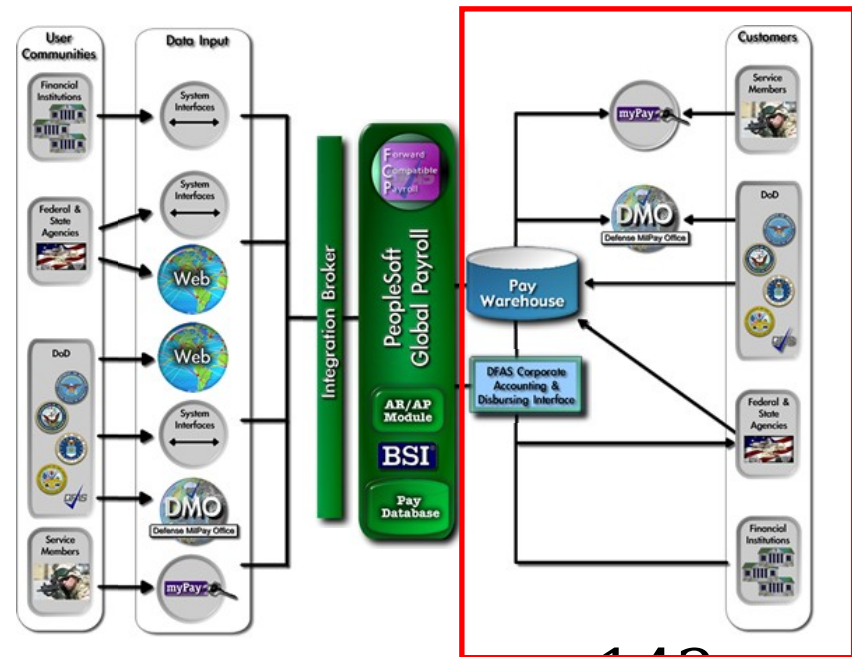 User
Communities
Financial
Institutions
Federal &
State
Agencies
DoD
DFAS
Service
Members
Data Input
System
Interfaces
System
Interfaces
Web
Web
System
Interfaces
DMO
Defense MilPay Office
myPay
Integration Broker
Forward
Compatible
Payroll
PeopleSoft
Global Payroll
AR/AP
Module
BSI
Pay
Database
Pay
Warehouse
DFAS Corporate
Accounting &
Disbursing Interface
myPay
DMO
Defense MilPay Office
Customers
Service
Members
DoD
Federal &
State
Agencies
Financial
Institutions